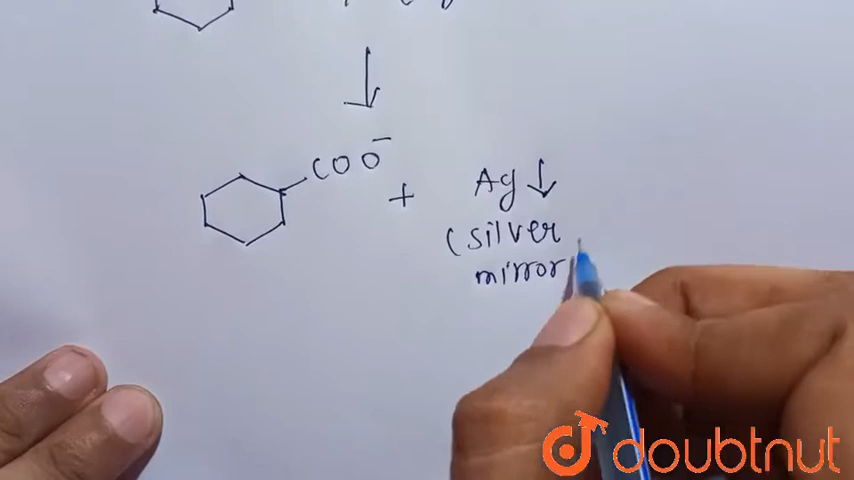 COO⁻
+ Ag ↓
(silver
mirror
doubtnut